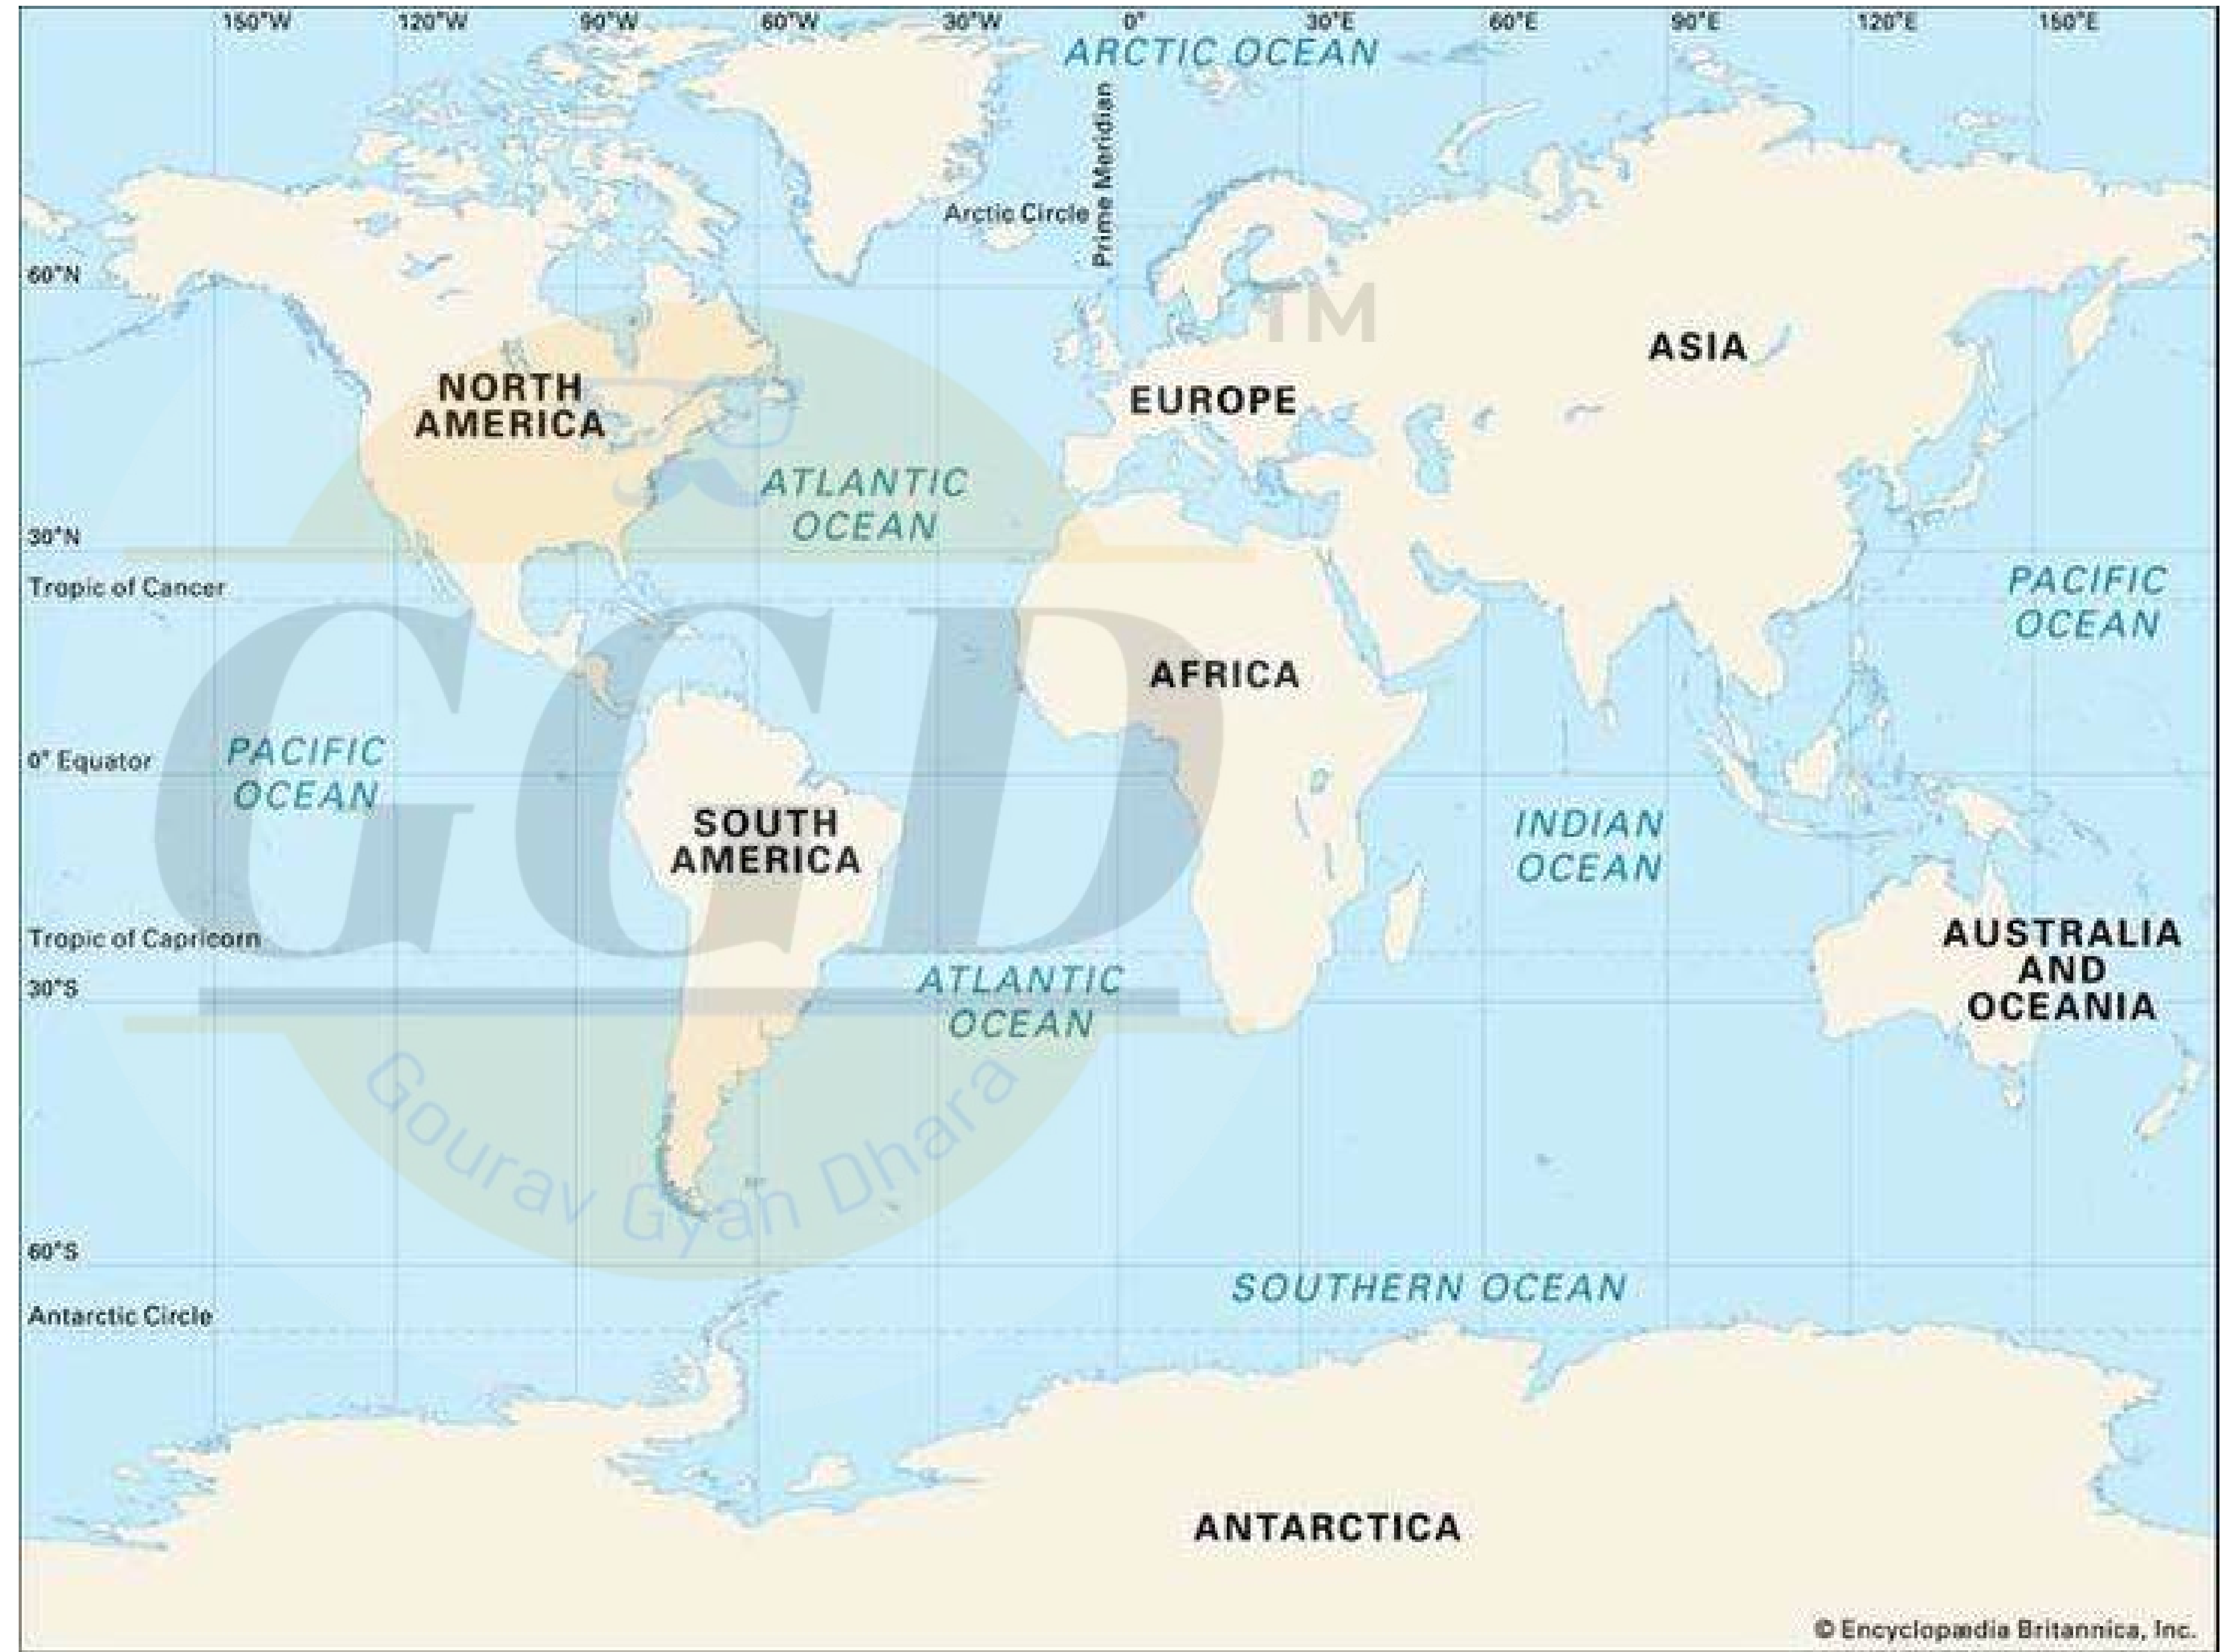 150°W 120°W 90°W 60°W 30°W 0° 30°E 60°E 90°E 120°E 150°E
ARCTIC OCEAN
Prime Meridian
Arctic Circle
60°N
TM
ASIA
NORTH
AMERICA
EUROPE
ATLANTIC
OCEAN
30°N
Tropic of Cancer
PACIFIC
OCEAN
GGD
AFRICA
0° Equator
PACIFIC
OCEAN
SOUTH
AMERICA
INDIAN
OCEAN
Tropic of Capricorn
AUSTRALIA
AND
OCEANIA
30°S
ATLANTIC
OCEAN
Gourav Gyan Dhara
60°S
SOUTHERN OCEAN
Antarctic Circle
ANTARCTICA
© Encyclopædia Britannica, Inc.